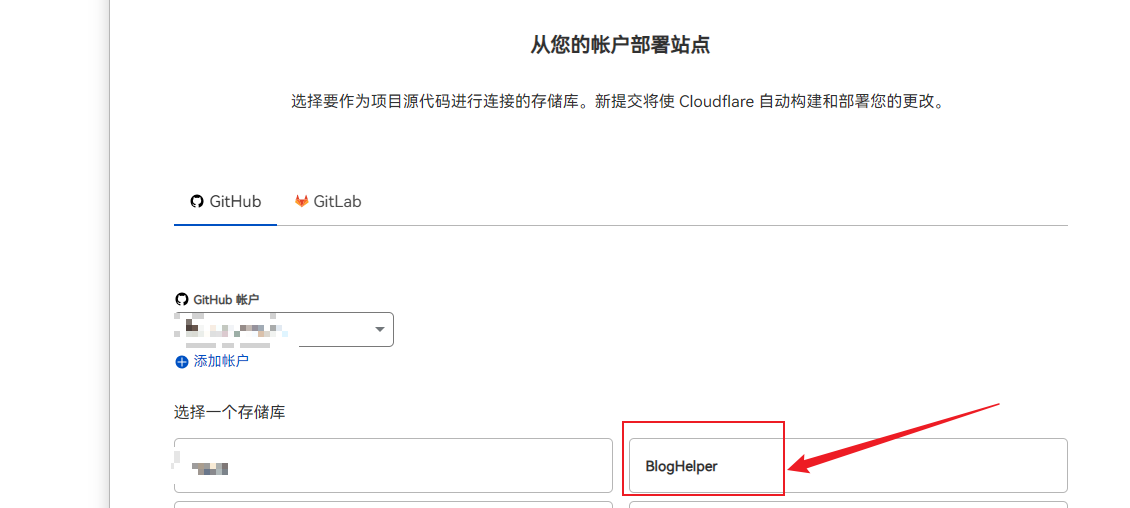 从您的帐户部署站点
选择要作为项目源代码进行连接的存储库。新提交将使 Cloudflare 自动构建和部署您的更改。
GitHub GitLab
GitHub 帐户
添加帐户
选择一个存储库
BlogHelper